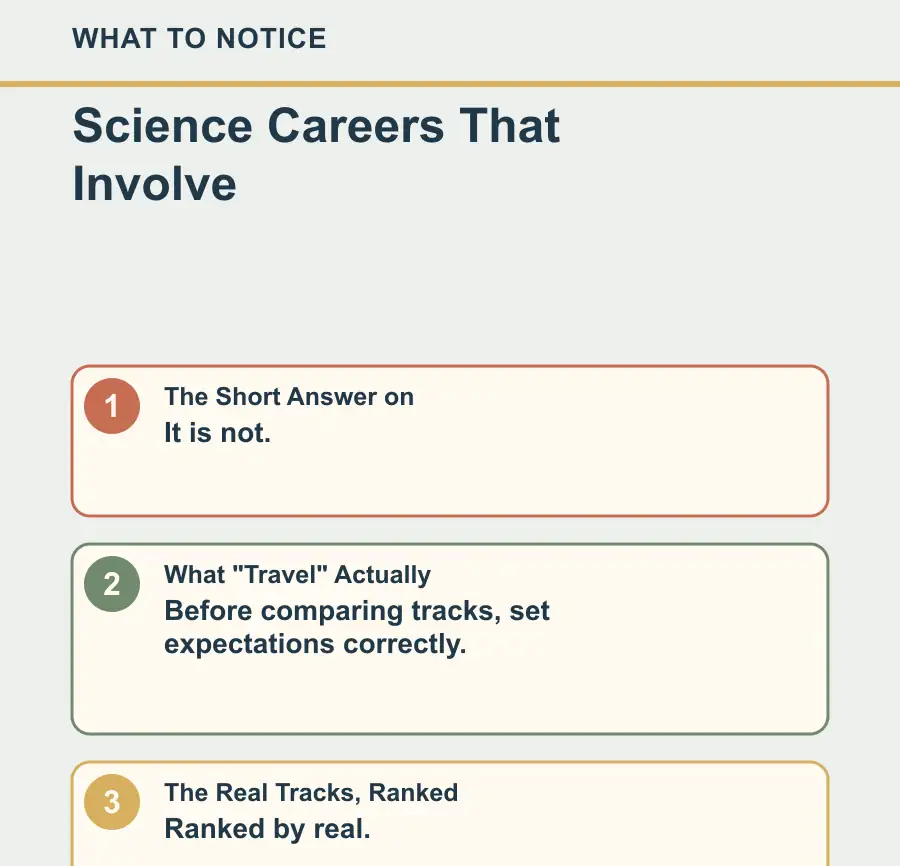 WHAT TO NOTICE
Science Careers That
Involve
1
The Short Answer on
It is not.
2
What "Travel" Actually
Before comparing tracks, set
expectations correctly.
3
The Real Tracks, Ranked
Ranked by real.